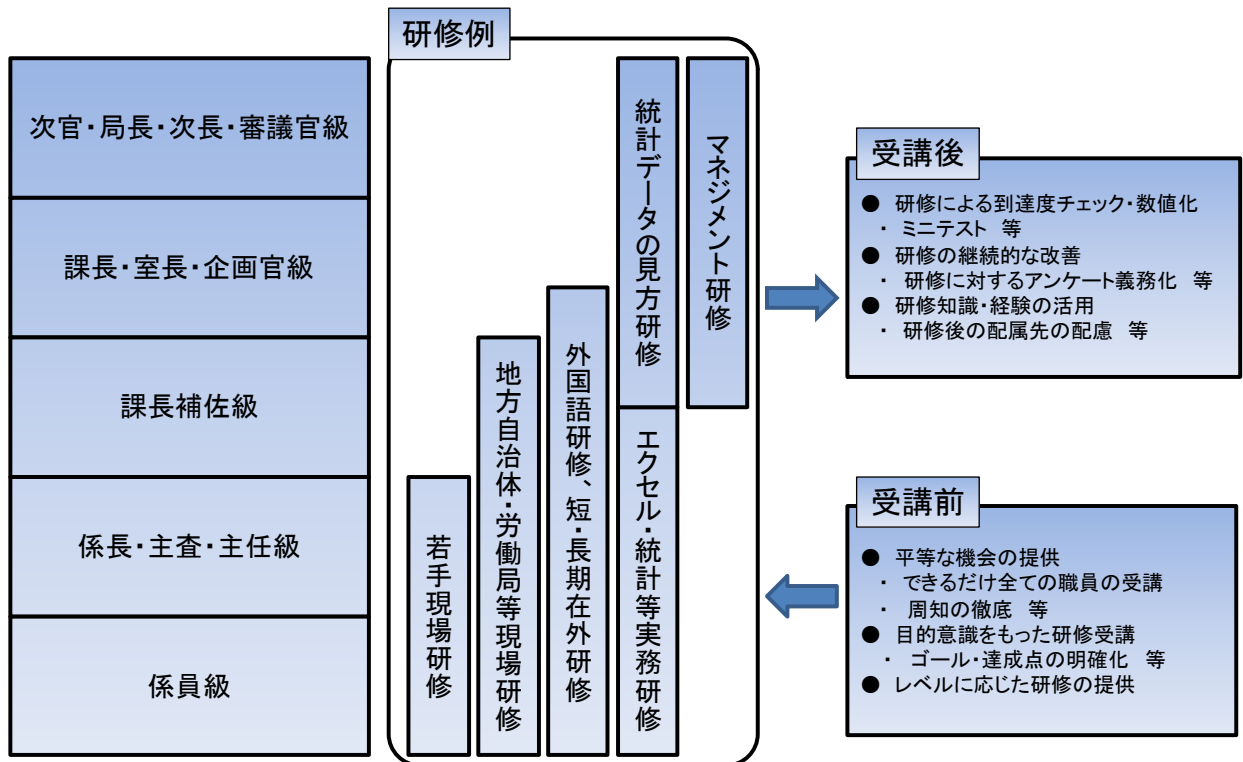 研修例
次官・局長・次長・審議官級
課長・室長・企画官級
課長補佐級
係長・主査・主任級
係員級
若手現場研修
地方自治体・労働局等現場研修
外国語研修、短・長期在外研修
統計データの見方研修
エクセル・統計等実務研修
マネジメント研修
受講後
● 研修による到達度チェック・数値化
・ ミニテスト 等
● 研修の継続的な改善
・ 研修に対するアンケート義務化 等
● 研修知識・経験の活用
・ 研修後の配属先の配慮 等
受講前
● 平等な機会の提供
・ できるだけ全ての職員の受講
・ 周知の徹底 等
● 目的意識をもった研修受講
・ ゴール・達成点の明確化 等
● レベルに応じた研修の提供